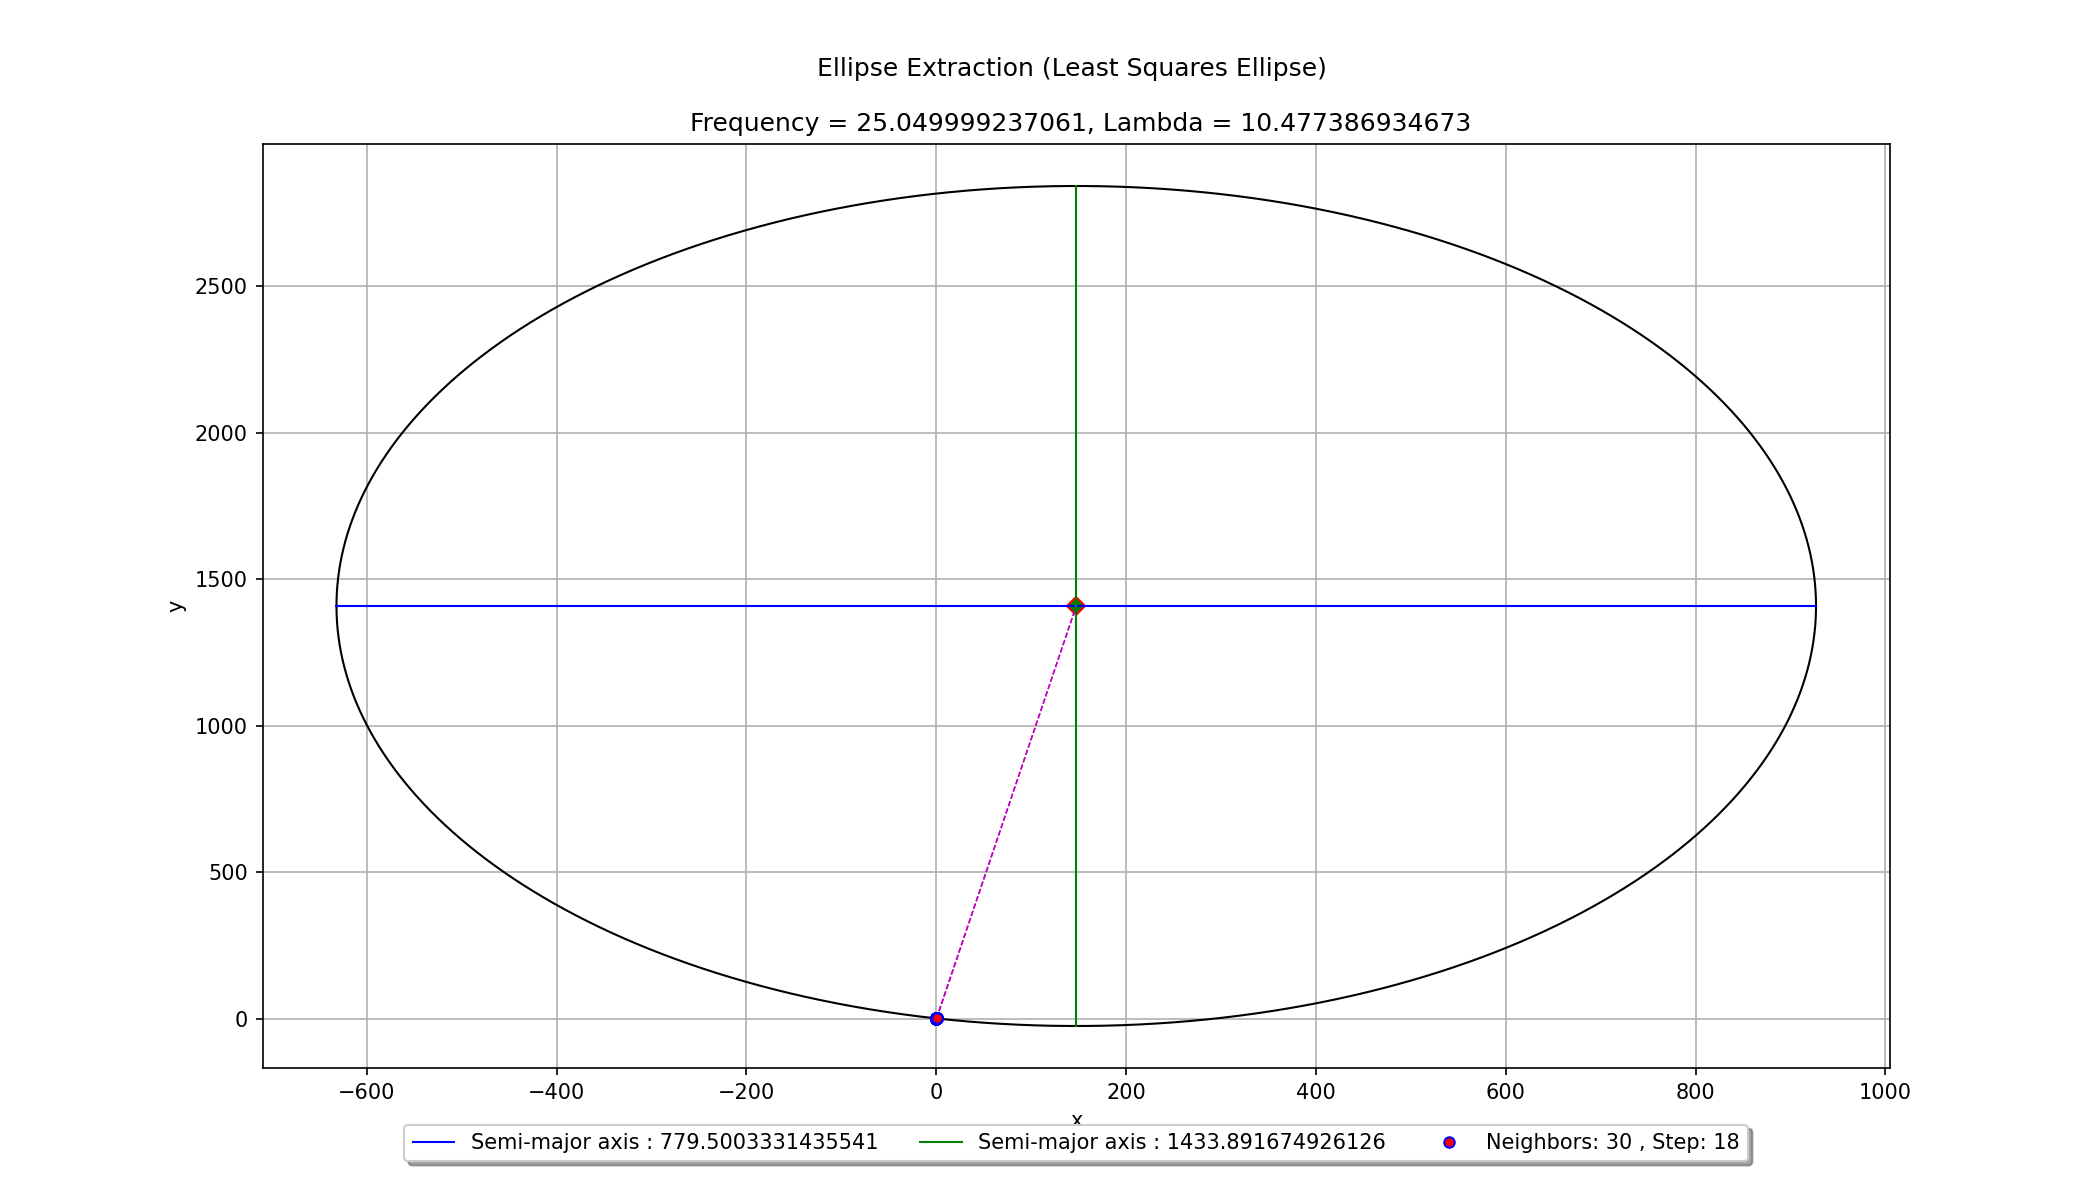 Ellipse Extraction (Least Squares Ellipse)
Frequency = 25.049999237061, Lambda = 10.477386934673
2500
2000
1500
y
1000
500
0
−600 −400 −200 0 200 400 600 800 1000
x
Semi-major axis : 779.5003331435541 Semi-major axis : 1433.891674926126 Neighbors: 30 , Step: 18